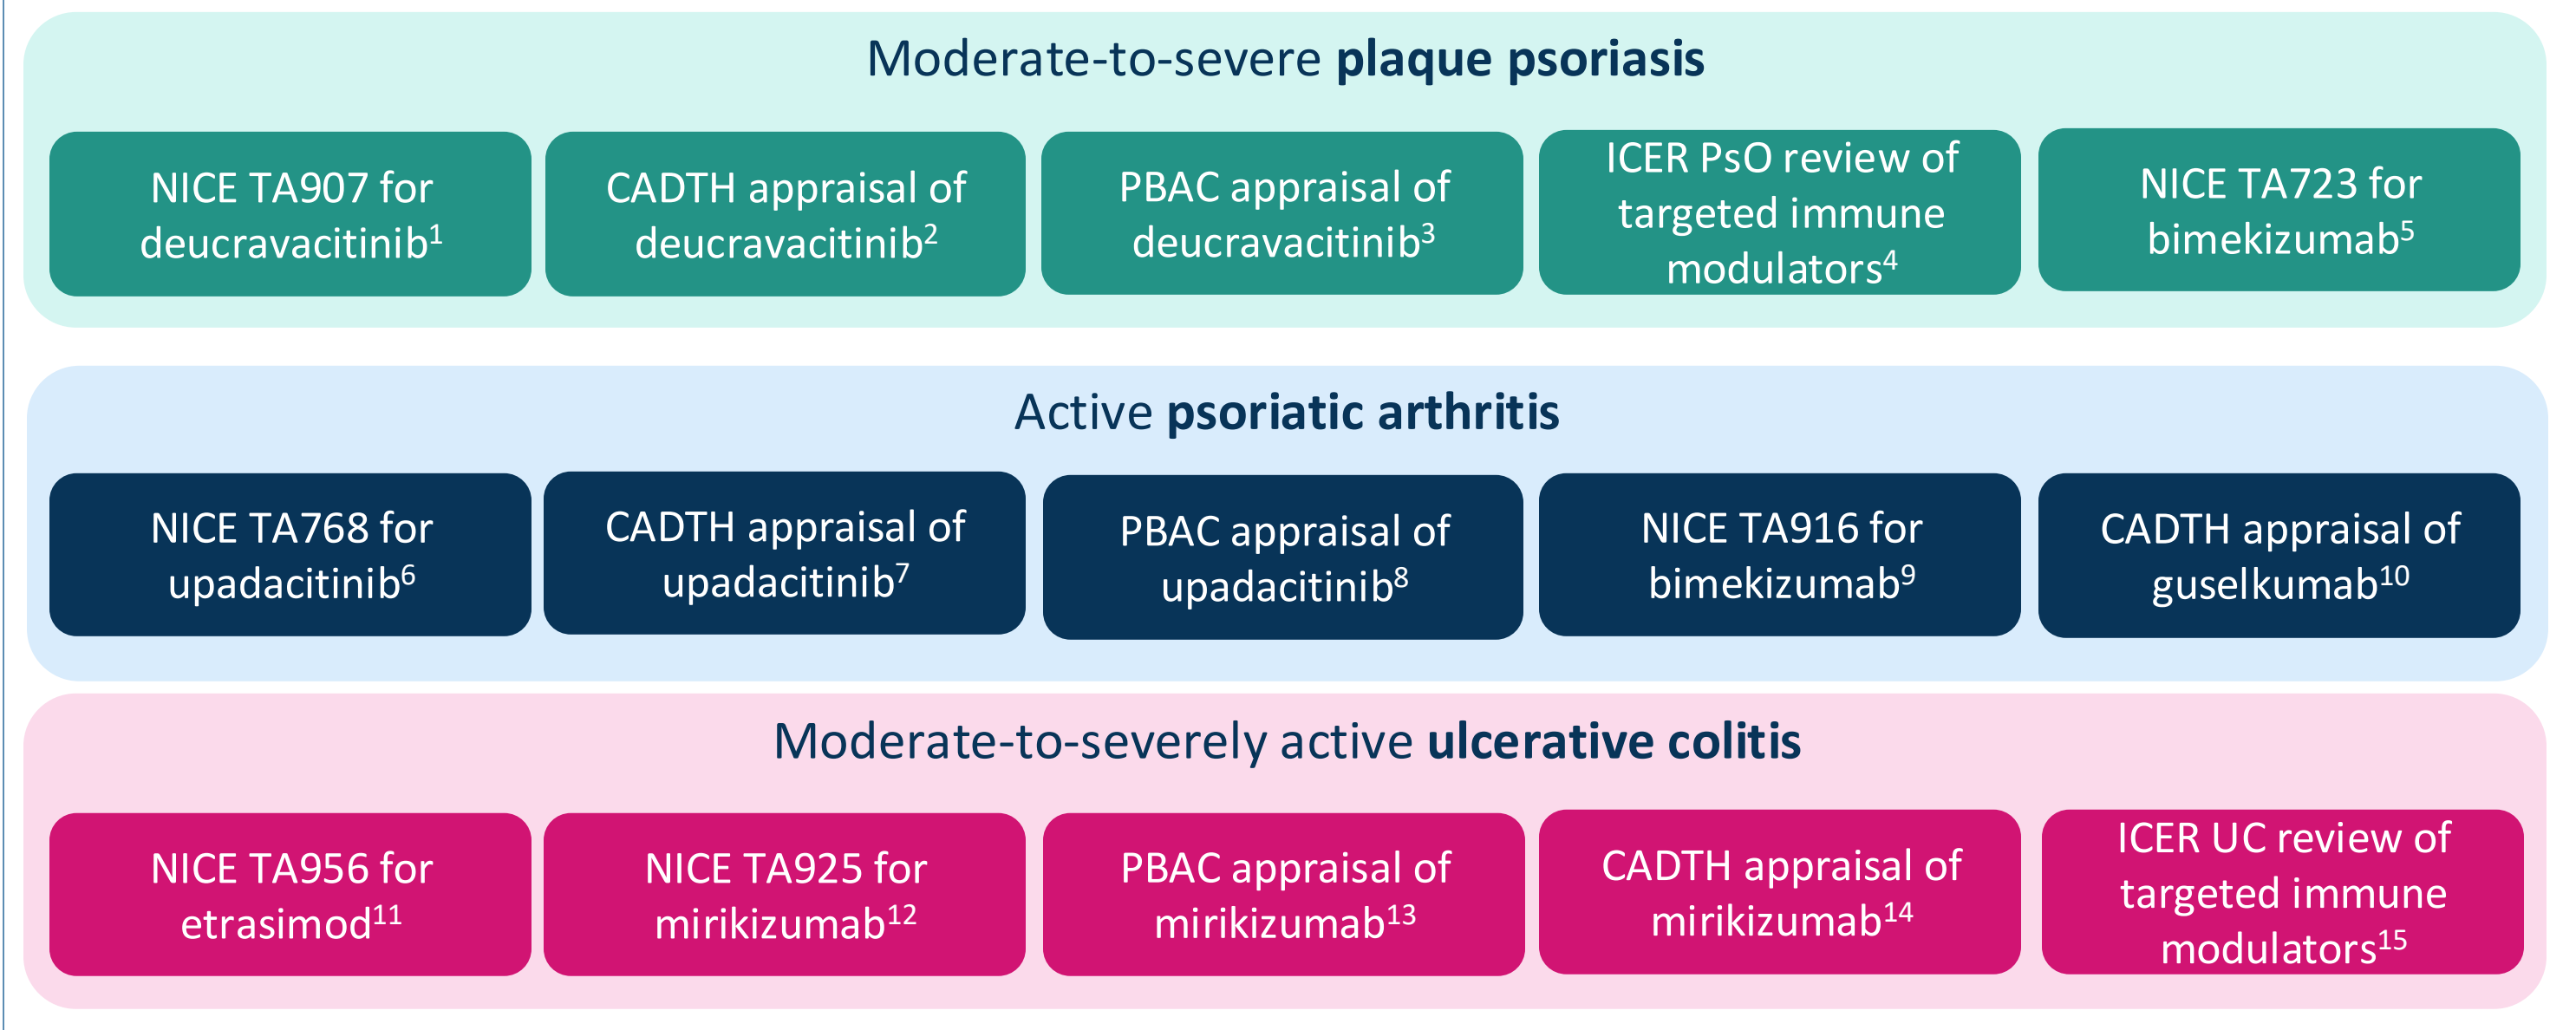 Moderate-to-severe plaque psoriasis
NICE TA907 for
deucravacitinib¹
CADTH appraisal of
deucravacitinib²
PBAC appraisal of
deucravacitinib³
ICER PsO review of
targeted immune
modulators⁴
NICE TA723 for
bimekizumab⁵
Active psoriatic arthritis
NICE TA768 for
upadacitinib⁶
CADTH appraisal of
upadacitinib⁷
PBAC appraisal of
upadacitinib⁸
NICE TA916 for
bimekizumab⁹
CADTH appraisal of
guselkumab¹⁰
Moderate-to-severely active ulcerative colitis
NICE TA956 for
etrasimod¹¹
NICE TA925 for
mirikizumab¹²
PBAC appraisal of
mirikizumab¹³
CADTH appraisal of
mirikizumab¹⁴
ICER UC review of
targeted immune
modulators¹⁵